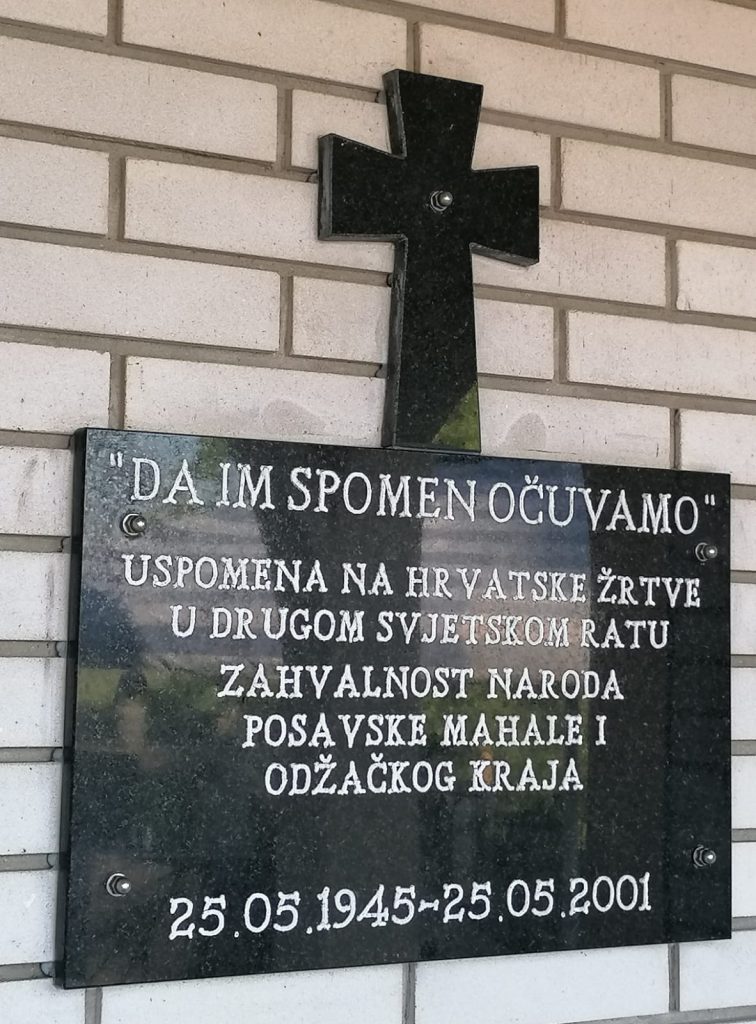 "DA IM SPOMEN OČUVAMO"
USPOMENA NA HRVATSKE ŽRTVE
U DRUGOM SVJETSKOM RATU
ZAHVALNOST NARODA
POSAVSKE MAHALE I
ODŽAČKOG KRAJA
25.05.1945-25.05.2001